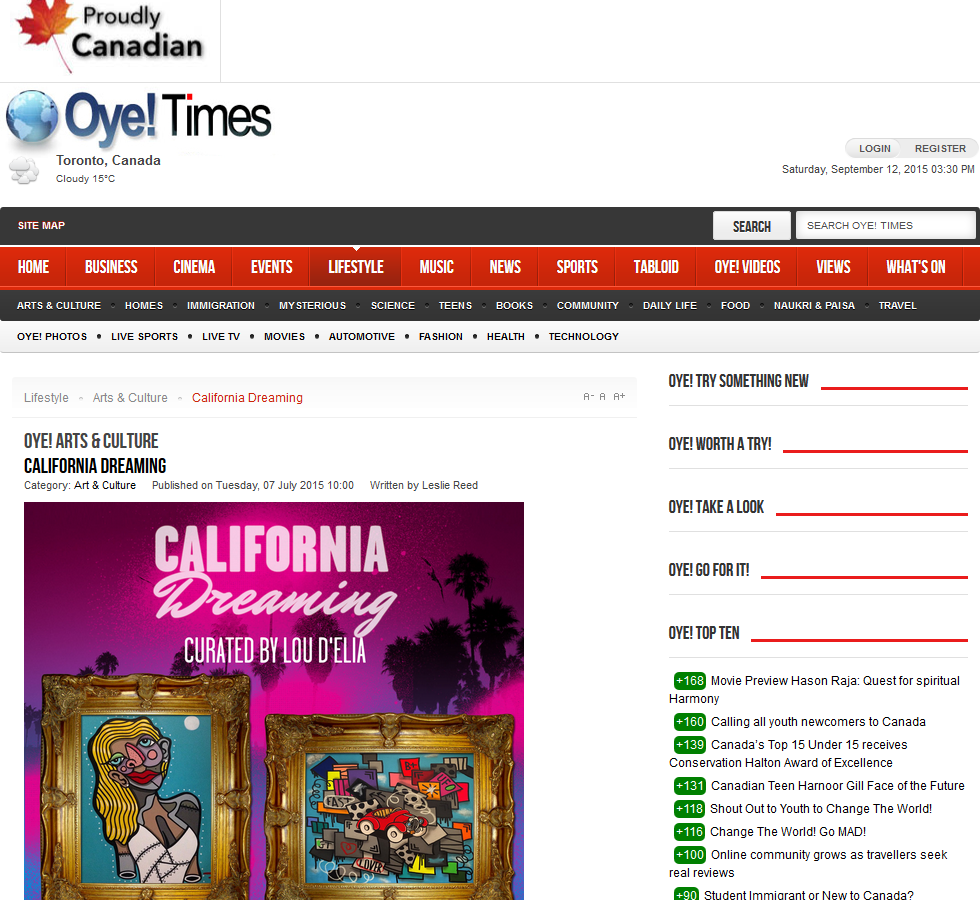 Proudly
Canadian
Oye! Times
Toronto, Canada
Cloudy 15°C
LOGIN REGISTER
Saturday, September 12, 2015 03:30 PM
SITE MAP
SEARCH
SEARCH OYE! TIMES
HOME BUSINESS CINEMA EVENTS LIFESTYLE MUSIC NEWS SPORTS TABLOID OYE! VIDEOS VIEWS WHAT'S ON
ARTS & CULTURE • HOMES • IMMIGRATION • MYSTERIOUS • SCIENCE • TEENS • BOOKS • COMMUNITY • DAILY LIFE • FOOD • NAUKRI & PAISA • TRAVEL
OYE! PHOTOS • LIVE SPORTS • LIVE TV • MOVIES • AUTOMOTIVE • FASHION • HEALTH • TECHNOLOGY
Lifestyle Arts & Culture California Dreaming
A- A A+
OYE! ARTS & CULTURE
CALIFORNIA DREAMING
Category: Art & Culture Published on Tuesday, 07 July 2015 10:00 Written by Leslie Reed
CALIFORNIA
Dreaming
CURATED BY LOU D'ELIA
LOVER
OYE! TRY SOMETHING NEW
OYE! WORTH A TRY!
OYE! TAKE A LOOK
OYE! GO FOR IT!
OYE! TOP TEN
+168 Movie Preview Hason Raja: Quest for spiritual
Harmony
+160 Calling all youth newcomers to Canada
+139 Canada's Top 15 Under 15 receives
Conservation Halton Award of Excellence
+131 Canadian Teen Harnoor Gill Face of the Future
+118 Shout Out to Youth to Change The World!
+116 Change The World! Go MAD!
+100 Online community grows as travellers seek
real reviews
+90 Student Immigrant or New to Canada?